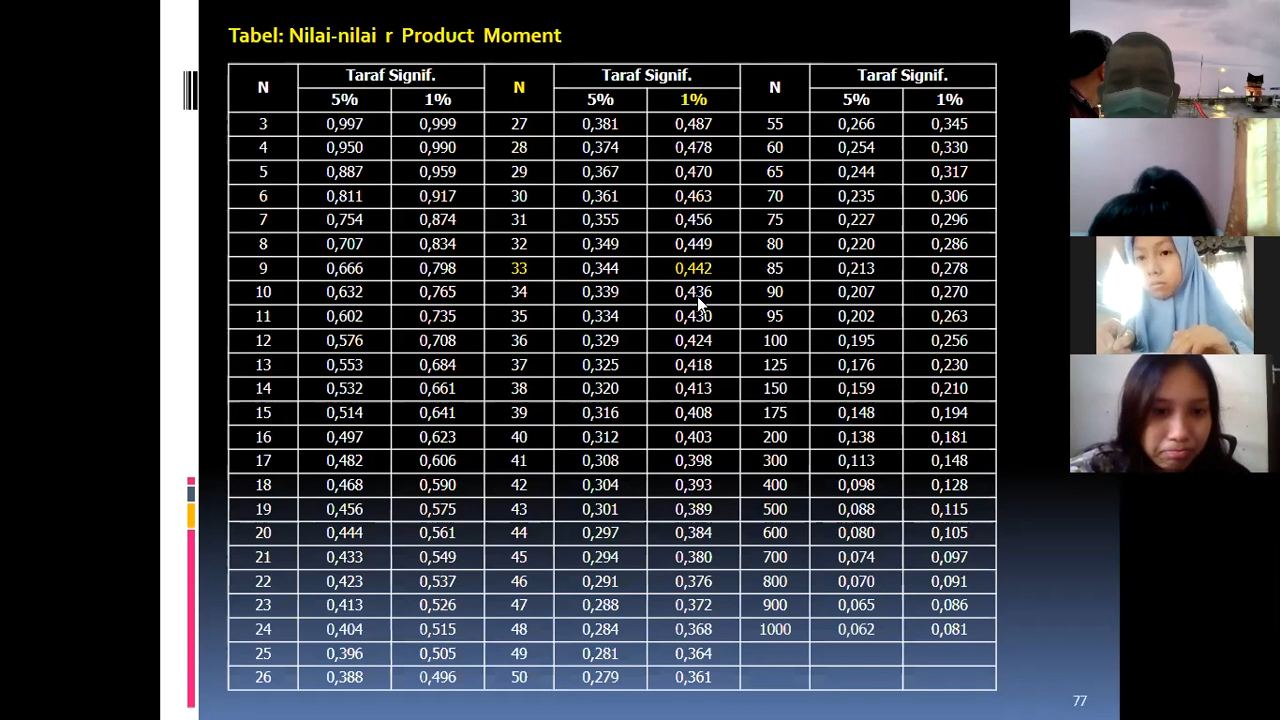 Tabel: Nilai-nilai r Product Moment
N Taraf Signif. N Taraf Signif. N Taraf Signif.
5% 1% 5% 1% 5% 1%
3 0,997 0,999 27 0,381 0,487 55 0,266 0,345
4 0,950 0,990 28 0,374 0,478 60 0,254 0,330
5 0,887 0,959 29 0,367 0,470 65 0,244 0,317
6 0,811 0,917 30 0,361 0,463 70 0,235 0,306
7 0,754 0,874 31 0,355 0,456 75 0,227 0,296
8 0,707 0,834 32 0,349 0,449 80 0,220 0,286
9 0,666 0,798 33 0,344 0,442 85 0,213 0,278
10 0,632 0,765 34 0,339 0,436 90 0,207 0,270
11 0,602 0,735 35 0,334 0,430 95 0,202 0,263
12 0,576 0,708 36 0,329 0,424 100 0,195 0,256
13 0,553 0,684 37 0,325 0,418 125 0,176 0,230
14 0,532 0,661 38 0,320 0,413 150 0,159 0,210
15 0,514 0,641 39 0,316 0,408 175 0,148 0,194
16 0,497 0,623 40 0,312 0,403 200 0,138 0,181
17 0,482 0,606 41 0,308 0,398 300 0,113 0,148
18 0,468 0,590 42 0,304 0,393 400 0,098 0,128
19 0,456 0,575 43 0,301 0,389 500 0,088 0,115
20 0,444 0,561 44 0,297 0,384 600 0,080 0,105
21 0,433 0,549 45 0,294 0,380 700 0,074 0,097
22 0,423 0,537 46 0,291 0,376 800 0,070 0,091
23 0,413 0,526 47 0,288 0,372 900 0,065 0,086
24 0,404 0,515 48 0,284 0,368 1000 0,062 0,081
25 0,396 0,505 49 0,281 0,364
26 0,388 0,496 50 0,279 0,361
77